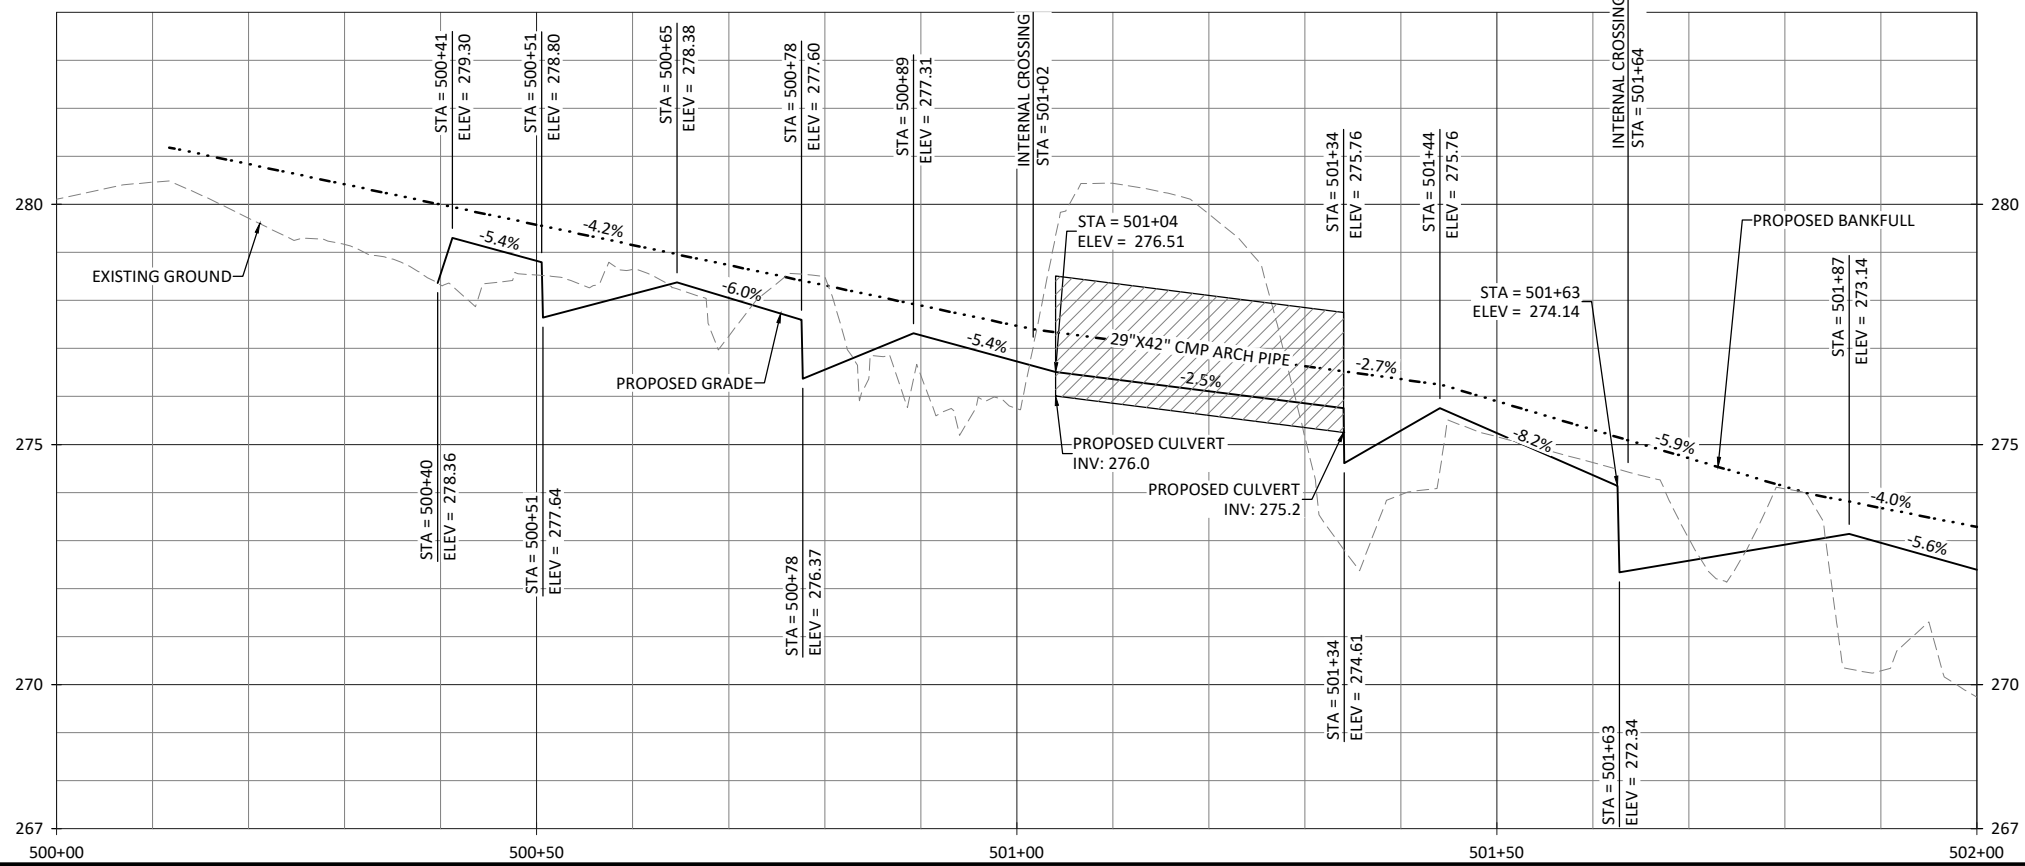 STA = 500+41
ELEV = 279.30
STA = 500+51
ELEV = 278.80
STA = 500+65
ELEV = 278.38
STA = 500+78
ELEV = 277.60
STA = 500+89
ELEV = 277.31
INTERNAL CROSSING
STA = 501+02
STA = 501+34
ELEV = 275.76
STA = 501+44
ELEV = 275.76
INTERNAL CROSSING
STA = 501+64
STA = 501+87
ELEV = 273.14
280
280
STA = 501+04
ELEV = 276.51
PROPOSED BANKFULL
-5.4%
-4.2%
EXISTING GROUND
-6.0%
STA = 501+63
ELEV = 274.14
-5.4%
29"X42" CMP ARCH PIPE
-2.7%
-2.5%
PROPOSED GRADE
275
275
-8.2%
-5.9%
PROPOSED CULVERT
INV: 276.0
PROPOSED CULVERT
INV: 275.2
-4.0%
-5.6%
STA = 500+40
ELEV = 278.36
STA = 500+51
ELEV = 277.64
STA = 500+78
ELEV = 276.37
STA = 501+34
ELEV = 274.61
STA = 501+63
ELEV = 272.34
270
270
267
267
500+00
500+50
501+00
501+50
502+00